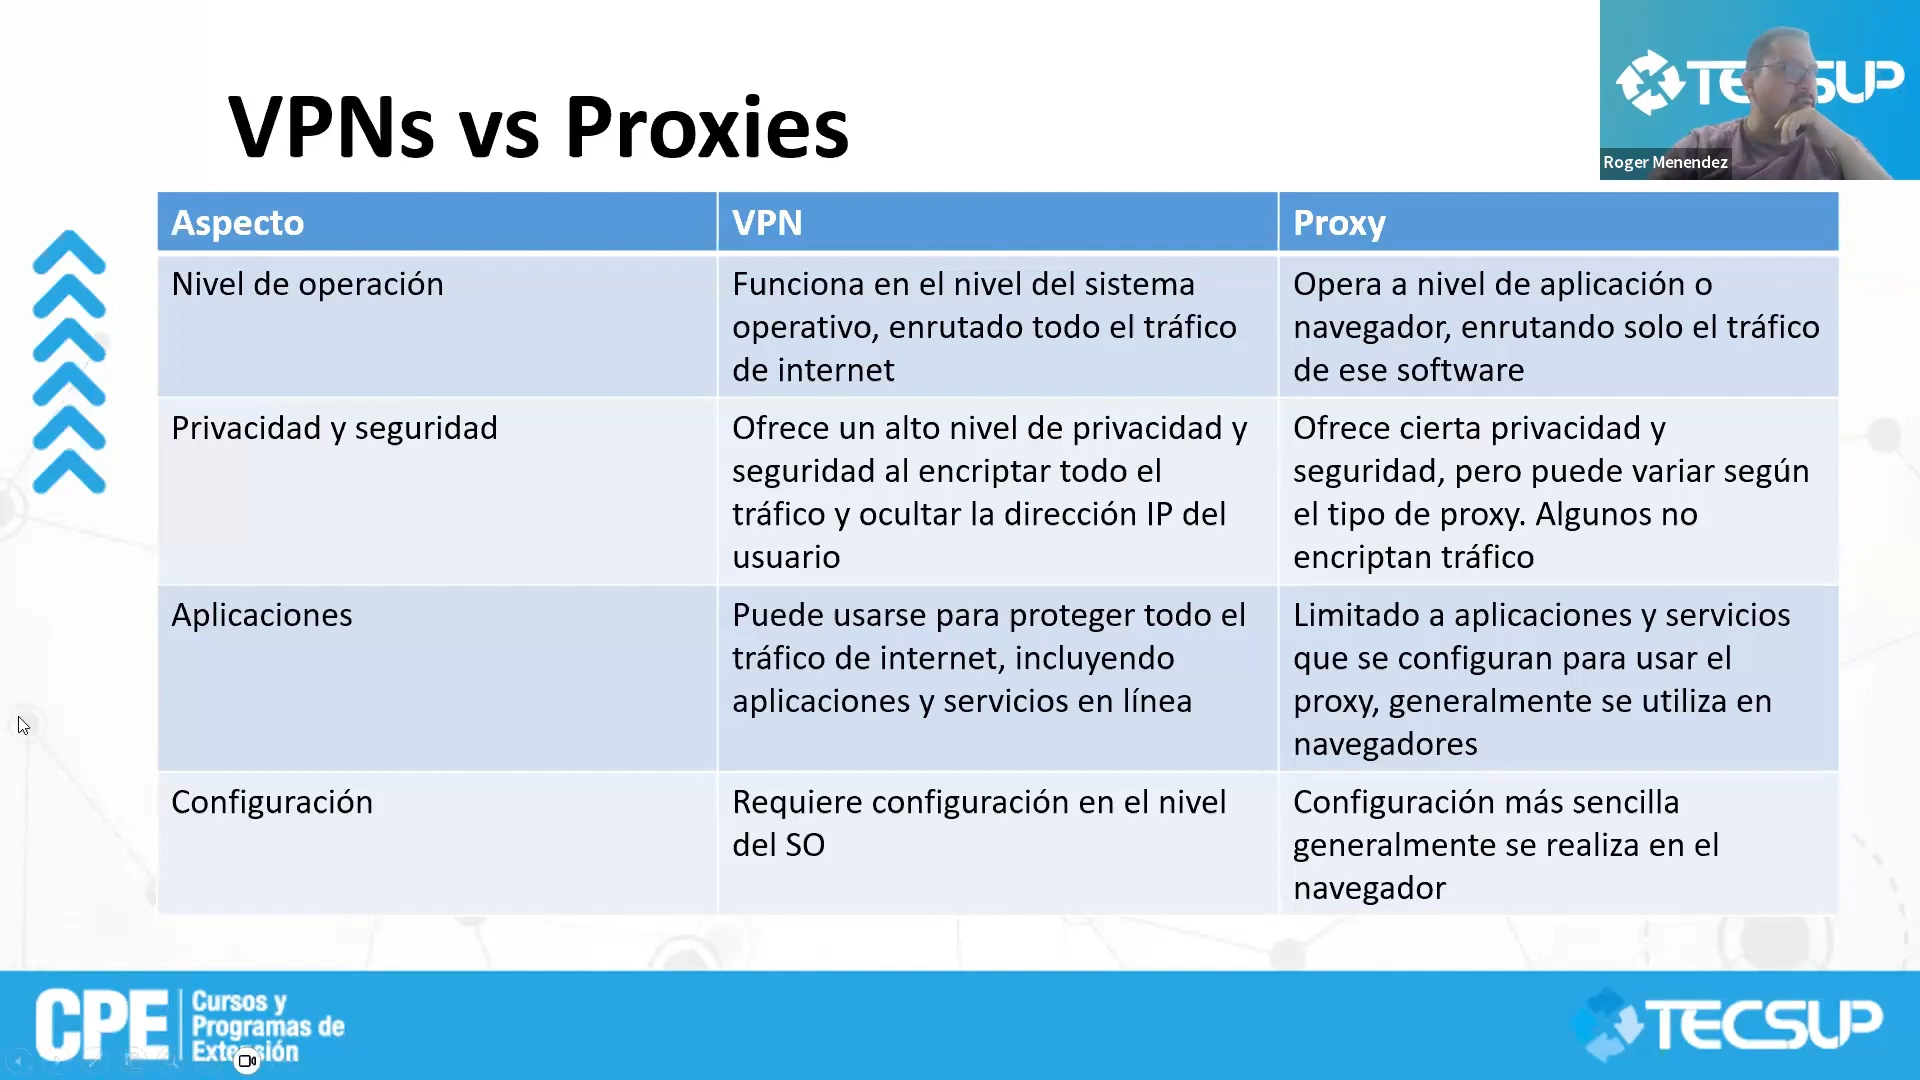 VPNs vs Proxies
TECSUP
Roger Menendez
Aspecto
VPN
Proxy
Nivel de operación
Funciona en el nivel del sistema
operativo, enrutado todo el tráfico
de internet
Opera a nivel de aplicación o
navegador, enrutando solo el tráfico
de ese software
Privacidad y seguridad
Ofrece un alto nivel de privacidad y
seguridad al encriptar todo el
tráfico y ocultar la dirección IP del
usuario
Ofrece cierta privacidad y
seguridad, pero puede variar según
el tipo de proxy. Algunos no
encriptan tráfico
Aplicaciones
Puede usarse para proteger todo el
tráfico de internet, incluyendo
aplicaciones y servicios en línea
Limitado a aplicaciones y servicios
que se configuran para usar el
proxy, generalmente se utiliza en
navegadores
Configuración
Requiere configuración en el nivel
del SO
Configuración más sencilla
generalmente se realiza en el
navegador
CPE
Cursos y
Programas de
Extensión
TECSUP